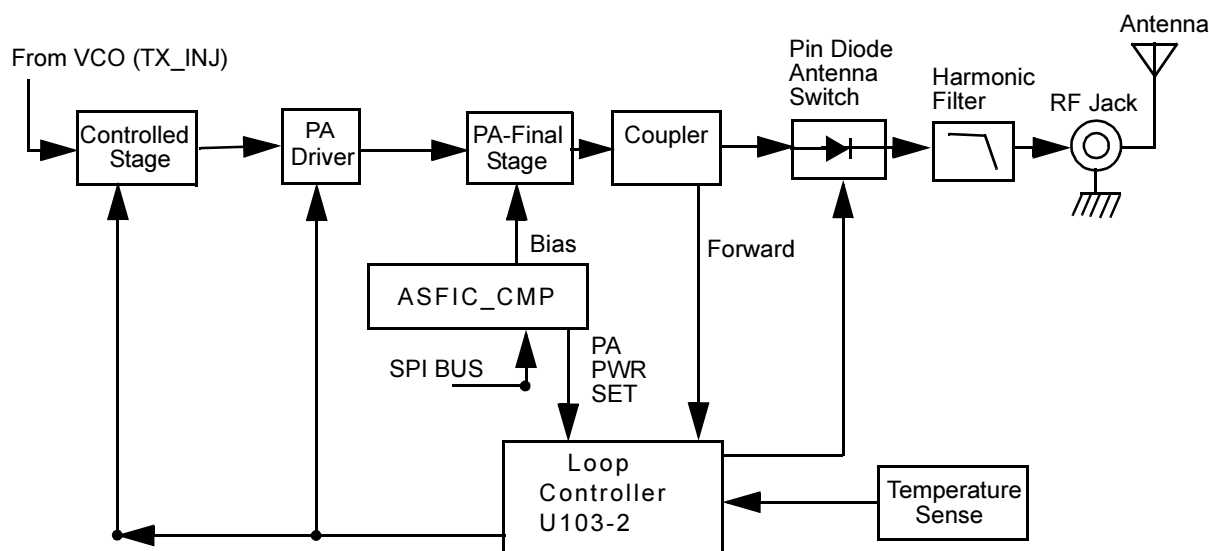 Antenna
From VCO (TX_INJ)
Pin Diode
Antenna
Switch
Harmonic
Filter
RF Jack
Controlled
Stage
PA
Driver
PA-Final
Stage
Coupler
Bias
Forward
ASFIC_CMP
SPI BUS
PA
PWR
SET
Loop
Controller
U103-2
Temperature
Sense